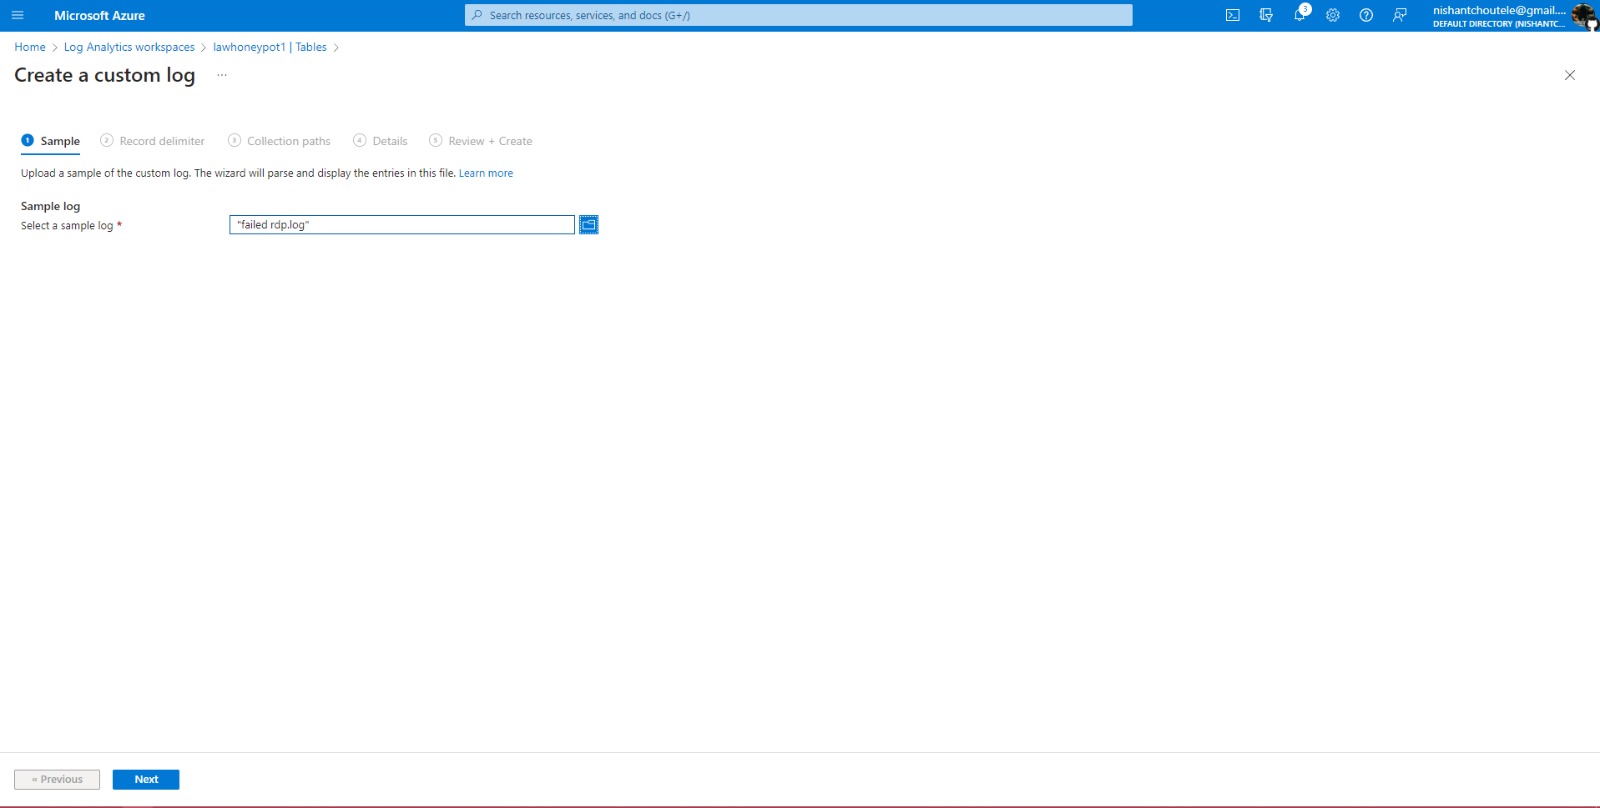 Microsoft Azure
Search resources, services, and docs (G+/)
3
nishantchoutele@gmail....
DEFAULT DIRECTORY (NISHANTC...
Home > Log Analytics workspaces > lawhoneypot1 | Tables >
Create a custom log ...
1 Sample 2 Record delimiter 3 Collection paths 4 Details 5 Review + Create
Upload a sample of the custom log. The wizard will parse and display the entries in this file. Learn more
Sample log
Select a sample log * "failed rdp.log"
« Previous Next